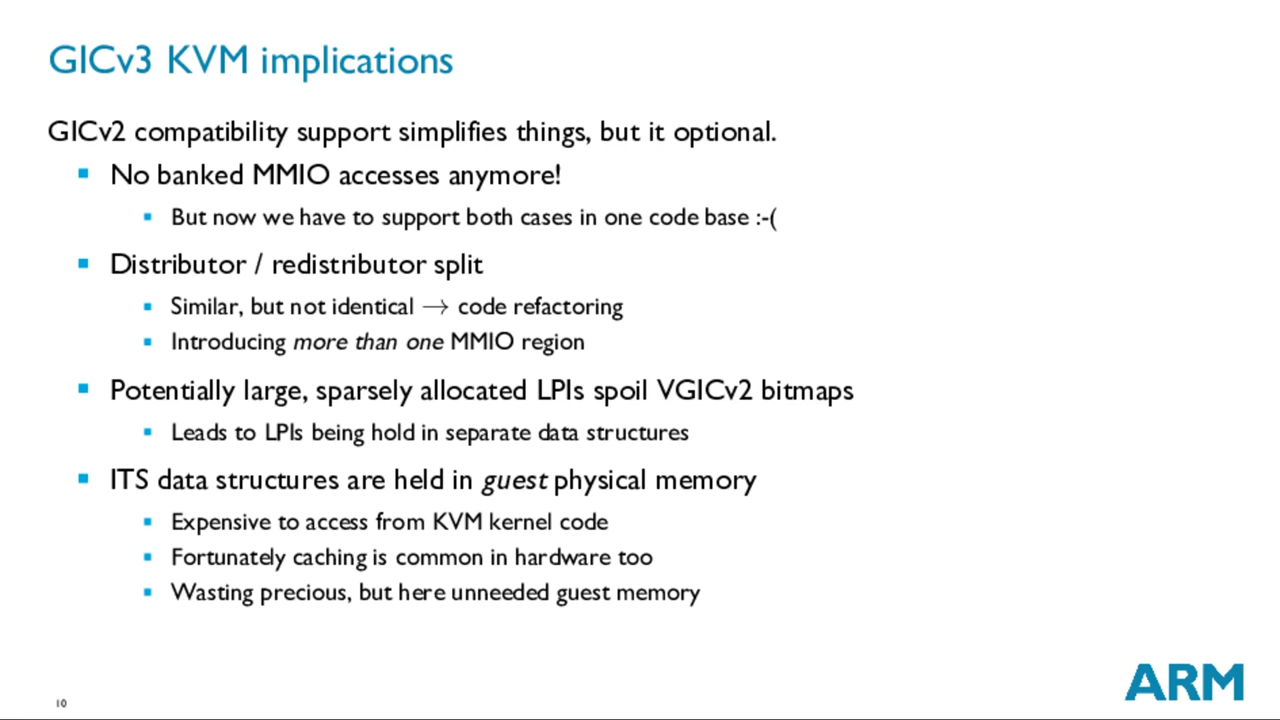 GICv3 KVM implications
GICv2 compatibility support simplifies things, but it optional.
No banked MMIO accesses anymore!
But now we have to support both cases in one code base :-(
Distributor / redistributor split
Similar, but not identical → code refactoring
Introducing more than one MMIO region
Potentially large, sparsely allocated LPIs spoil VGICv2 bitmaps
Leads to LPIs being hold in separate data structures
ITS data structures are held in guest physical memory
Expensive to access from KVM kernel code
Fortunately caching is common in hardware too
Wasting precious, but here unneeded guest memory
10
ARM